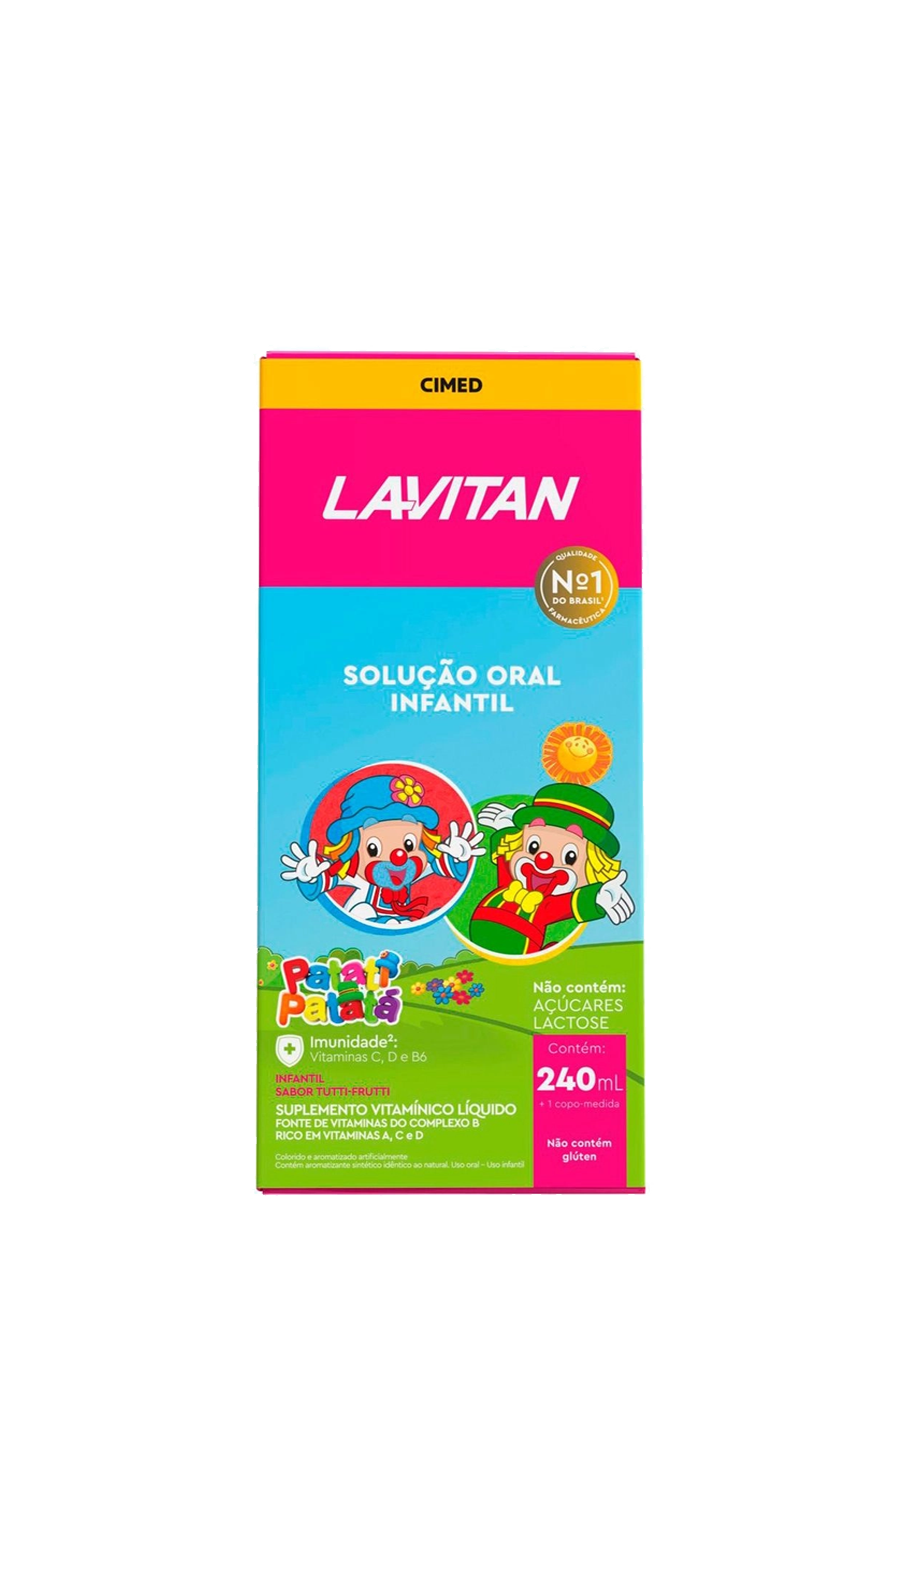 CIMED
LAVITAN
QUALIDADE
Nº1
DO BRASIL¹
FARMACÊUTICA
SOLUÇÃO ORAL
INFANTIL
Patati
Patatá
Não contém:
AÇÚCARES
LACTOSE
Imunidade²:
Vitaminas C, D e B6
Contém:
240mL
+ 1 copo-medida
INFANTIL
SABOR TUTTI-FRUTTI
SUPLEMENTO VITAMÍNICO LÍQUIDO
FONTE DE VITAMINAS DO COMPLEXO B
RICO EM VITAMINAS A, C e D
Não contém
glúten
Colorido e aromatizado artificialmente
Contém aromatizante sintético idêntico ao natural. Uso oral – Uso infantil